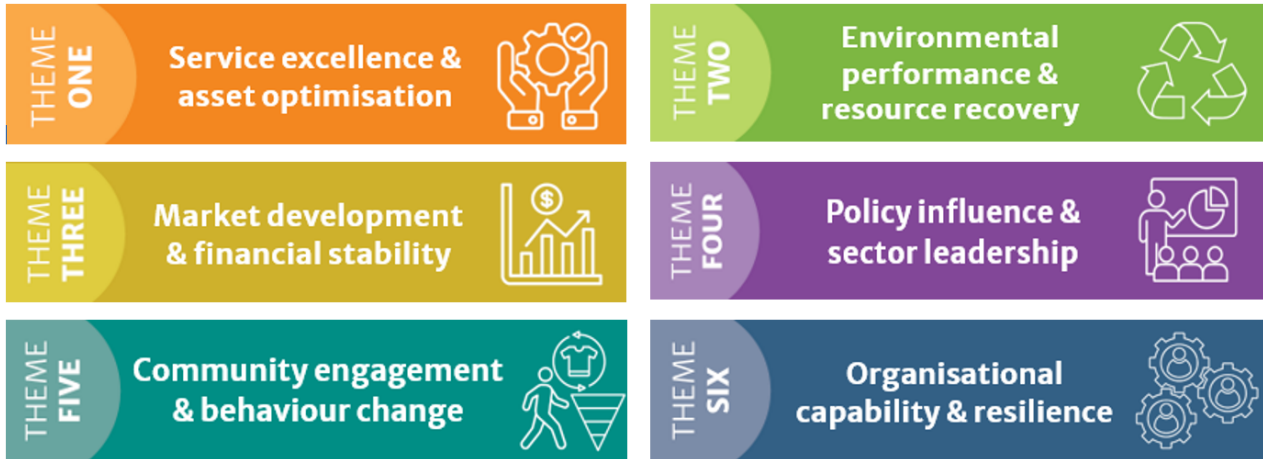 THEME
ONE
Service excellence &
asset optimisation
THEME
TWO
Environmental
performance &
resource recovery
THEME
THREE
Market development
& financial stability
$
THEME
FOUR
Policy influence &
sector leadership
THEME
FIVE
Community engagement
& behaviour change
THEME
SIX
Organisational
capability & resilience